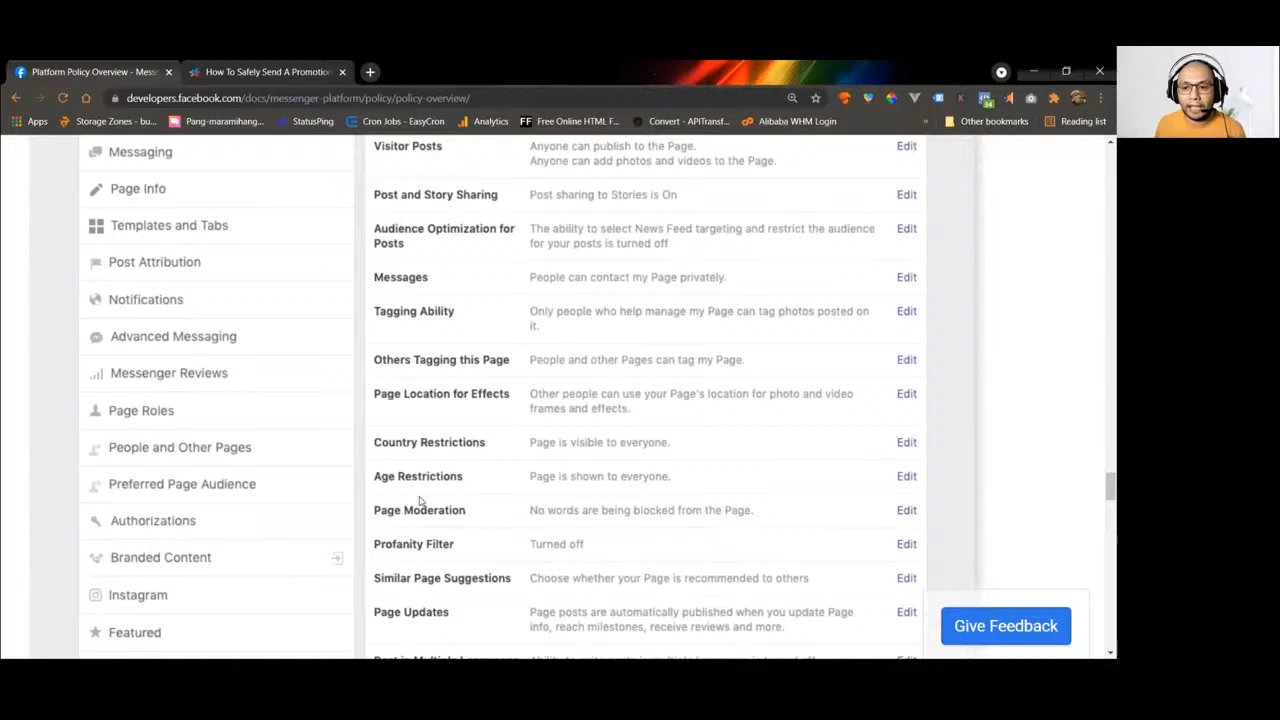 Platform Policy Overview - Mess
How To Safely Send A Promotion
developers.facebook.com/docs/messenger-platform/policy/policy-overview/
Apps
Storage Zones - bu...
Pang-maramihang...
StatusPing
Cron Jobs - EasyCron
Analytics
Free Online HTML F...
Convert - APITransf...
Alibaba WHM Login
»
Other bookmarks
Reading list
Messaging
Page Info
Templates and Tabs
Post Attribution
Notifications
Advanced Messaging
Messenger Reviews
Page Roles
People and Other Pages
Preferred Page Audience
Authorizations
Branded Content
Instagram
Featured
Visitor Posts Anyone can publish to the Page. Edit
Anyone can add photos and videos to the Page.
Post and Story Sharing Post sharing to Stories is On Edit
Audience Optimization for The ability to select News Feed targeting and restrict the audience Edit
Posts for your posts is turned off
Messages People can contact my Page privately. Edit
Tagging Ability Only people who help manage my Page can tag photos posted on Edit
it.
Others Tagging this Page People and other Pages can tag my Page. Edit
Page Location for Effects Other people can use your Page's location for photo and video Edit
frames and effects.
Country Restrictions Page is visible to everyone. Edit
Age Restrictions Page is shown to everyone. Edit
Page Moderation No words are being blocked from the Page. Edit
Profanity Filter Turned off Edit
Similar Page Suggestions Choose whether your Page is recommended to others Edit
Page Updates Page posts are automatically published when you update Page Edit
info, reach milestones, receive reviews and more.
Give Feedback